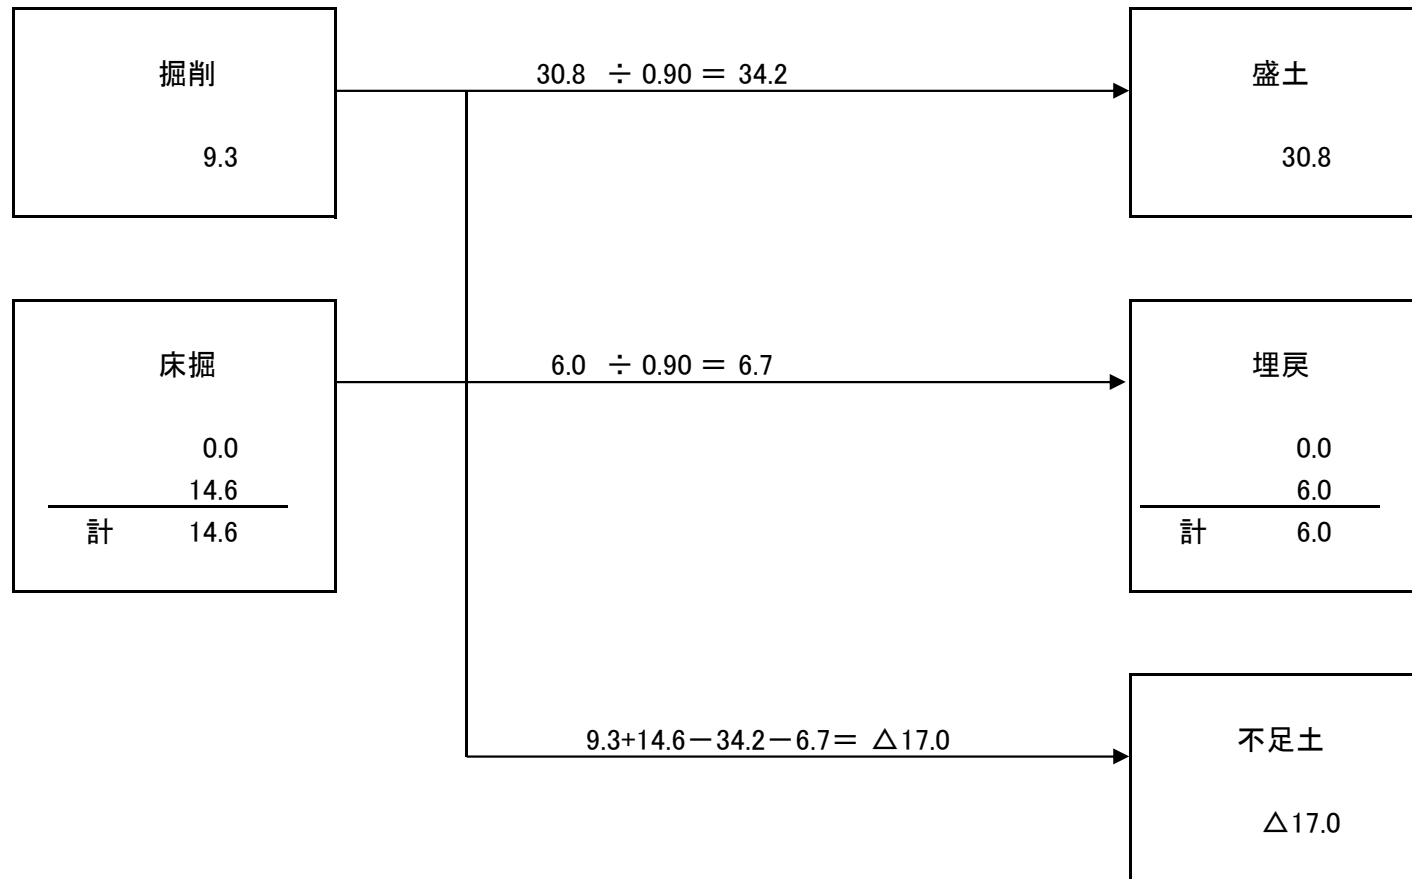 掘削
30.8 ÷ 0.90 = 34.2
盛土
9.3
30.8
床掘
6.0 ÷ 0.90 = 6.7
埋戻
0.0
0.0
14.6
6.0
計 14.6
計 6.0
9.3+14.6－34.2－6.7＝ △17.0
不足土
△17.0